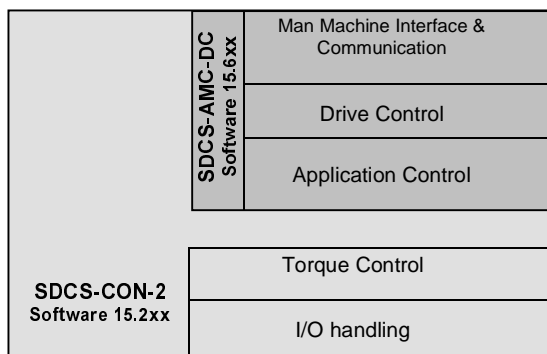 SDCS-AMC-DC
Software 15.6xx
Man Machine Interface &
Communication
Drive Control
Application Control
SDCS-CON-2
Software 15.2xx
Torque Control
I/O handling